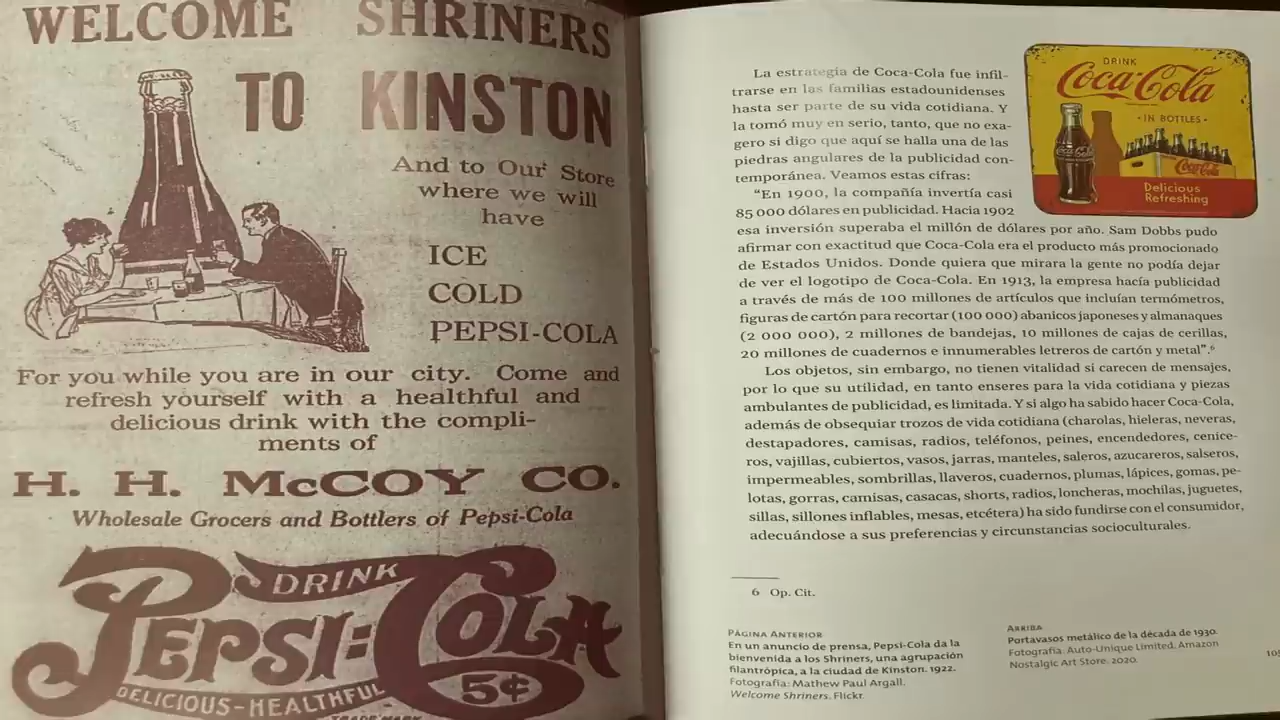 WELCOME SHRINERS
TO KINSTON
And to Our Store
where we will
have
ICE
COLD
PEPSI-COLA
For you while you are in our city. Come and
refresh yourself with a healthful and
delicious drink with the compli-
ments of
H. H. McCOY CO.
Wholesale Grocers and Bottlers of Pepsi-Cola
DRINK
PEPSI=COLA
DELICIOUS-HEALTHFUL
5¢
TRADE MARK
La estrategia de Coca-Cola fue infil-
trarse en las familias estadounidenses
hasta ser parte de su vida cotidiana. Y
la tomó muy en serio, tanto, que no exa-
gero si digo que aquí se halla una de las
piedras angulares de la publicidad con-
temporánea. Veamos estas cifras:
“En 1900, la compañía invertía casi
85 000 dólares en publicidad. Hacia 1902
esa inversión superaba el millón de dólares por año. Sam Dobbs pudo
afirmar con exactitud que Coca-Cola era el producto más promocionado
de Estados Unidos. Donde quiera que mirara la gente no podía dejar
de ver el logotipo de Coca-Cola. En 1913, la empresa hacía publicidad
a través de más de 100 millones de artículos que incluían termómetros,
figuras de cartón para recortar (100 000) abanicos japoneses y almanaques
(2 000 000), 2 millones de bandejas, 10 millones de cajas de cerillas,
20 millones de cuadernos e innumerables letreros de cartón y metal”.⁶
Los objetos, sin embargo, no tienen vitalidad si carecen de mensajes,
por lo que su utilidad, en tanto enseres para la vida cotidiana y piezas
ambulantes de publicidad, es limitada. Y si algo ha sabido hacer Coca-Cola,
además de obsequiar trozos de vida cotidiana (charolas, hieleras, neveras,
destapadores, camisas, radios, teléfonos, peines, encendedores, cenice-
ros, vajillas, cubiertos, vasos, jarras, manteles, saleros, azucareros, salseros,
impermeables, sombrillas, llaveros, cuadernos, plumas, lápices, gomas, pe-
lotas, gorras, camisas, casacas, shorts, radios, loncheras, mochilas, juguetes,
sillas, sillones inflables, mesas, etcétera) ha sido fundirse con el consumidor,
adecuándose a sus preferencias y circunstancias socioculturales.
DRINK
Coca-Cola
• IN BOTTLES •
Coca-Cola
Coca-Cola
Delicious
Refreshing
6 Op. Cit.
PÁGINA ANTERIOR
En un anuncio de prensa, Pepsi-Cola da la
bienvenida a los Shriners, una agrupación
filantrópica, a la ciudad de Kinston. 1922.
Fotografía: Mathew Paul Argall.
Welcome Shriners. Flickr.
ARRIBA
Portavasos metálico de la década de 1930.
Fotografía: Auto-Unique Limited. Amazon
Nostalgic Art Store. 2020.